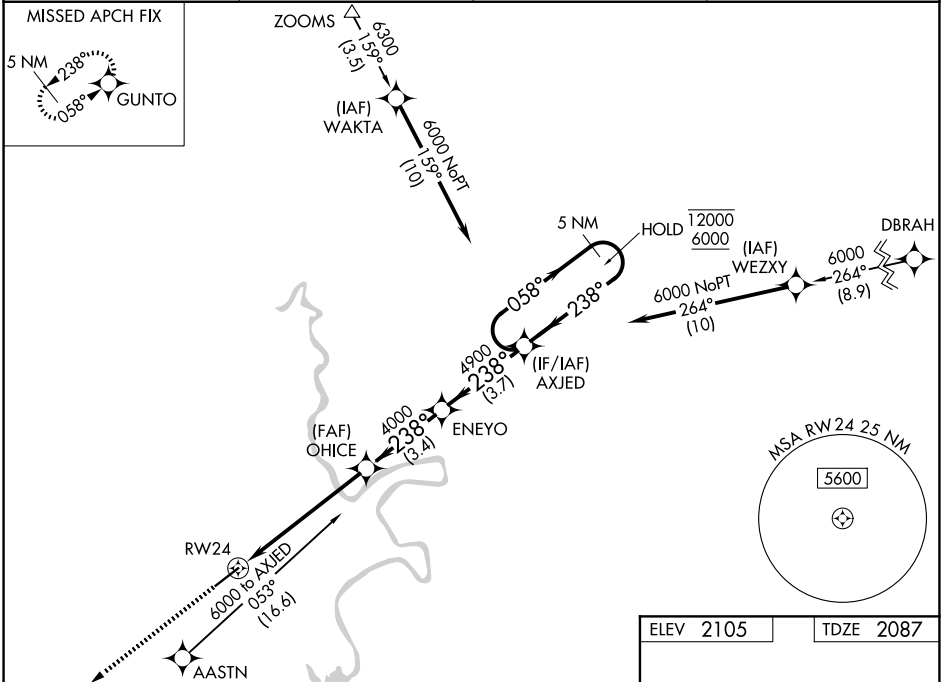 MISSED APCH FIX
5 NM
238°
058°
GUNTO
ZOOMS
6300
159°
(3.5)
(IAF)
WAKTA
6000 NoPT
159°
(10)
5 NM
HOLD
12000
6000
058°
238°
DBRAH
(IAF)
WEZXY
6000
264°
(8.9)
6000 NoPT
264°
(10)
(IF/IAF)
AXJED
4900
238°
(3.7)
ENEYO
4000
238°
(3.4)
(FAF)
OHICE
RW24
6000 to AXJED
053°
(16.6)
AASTN
MSA RW 24 25 NM
5600
ELEV 2105
TDZE 2087